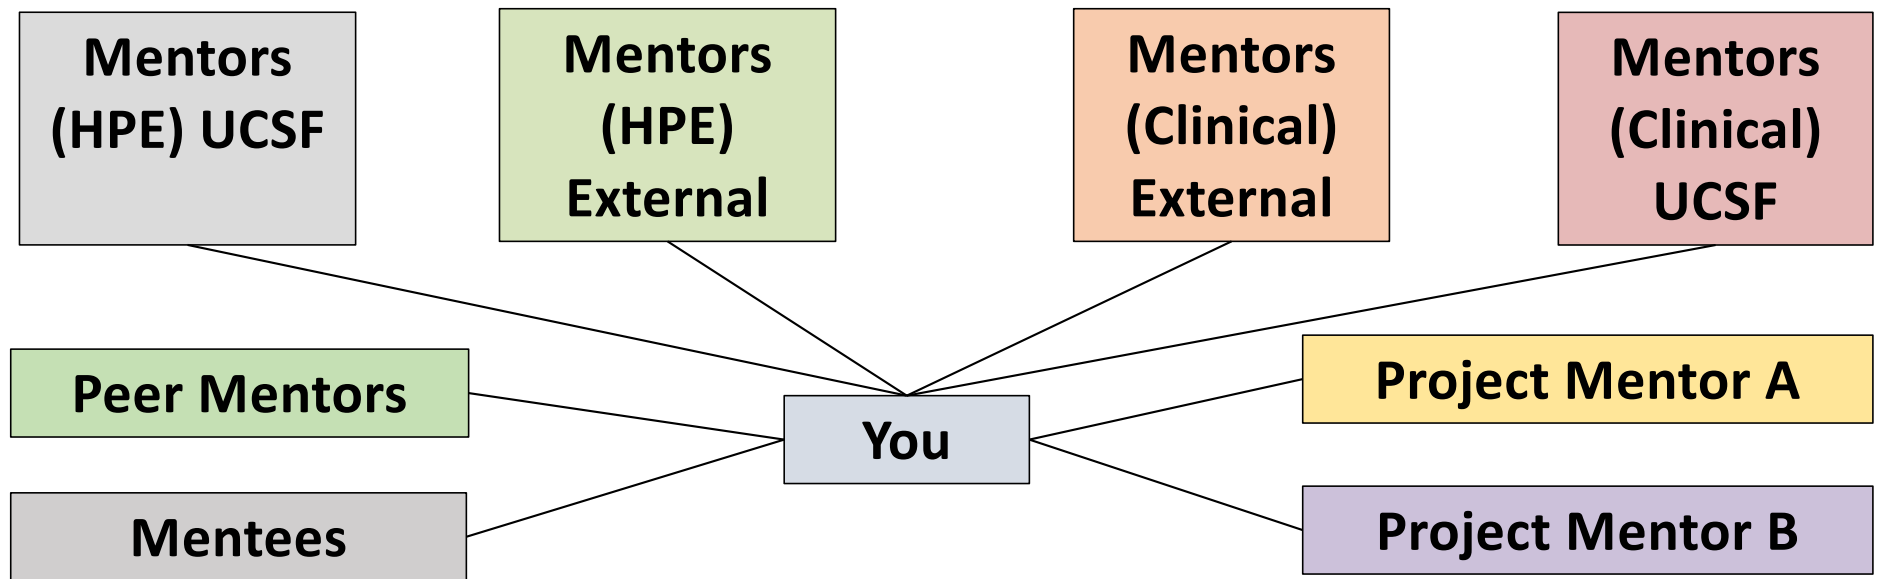 Mentors
(HPE) UCSF
Mentors
(HPE)
External
Mentors
(Clinical)
External
Mentors
(Clinical)
UCSF
Peer Mentors
You
Project Mentor A
Mentees
Project Mentor B